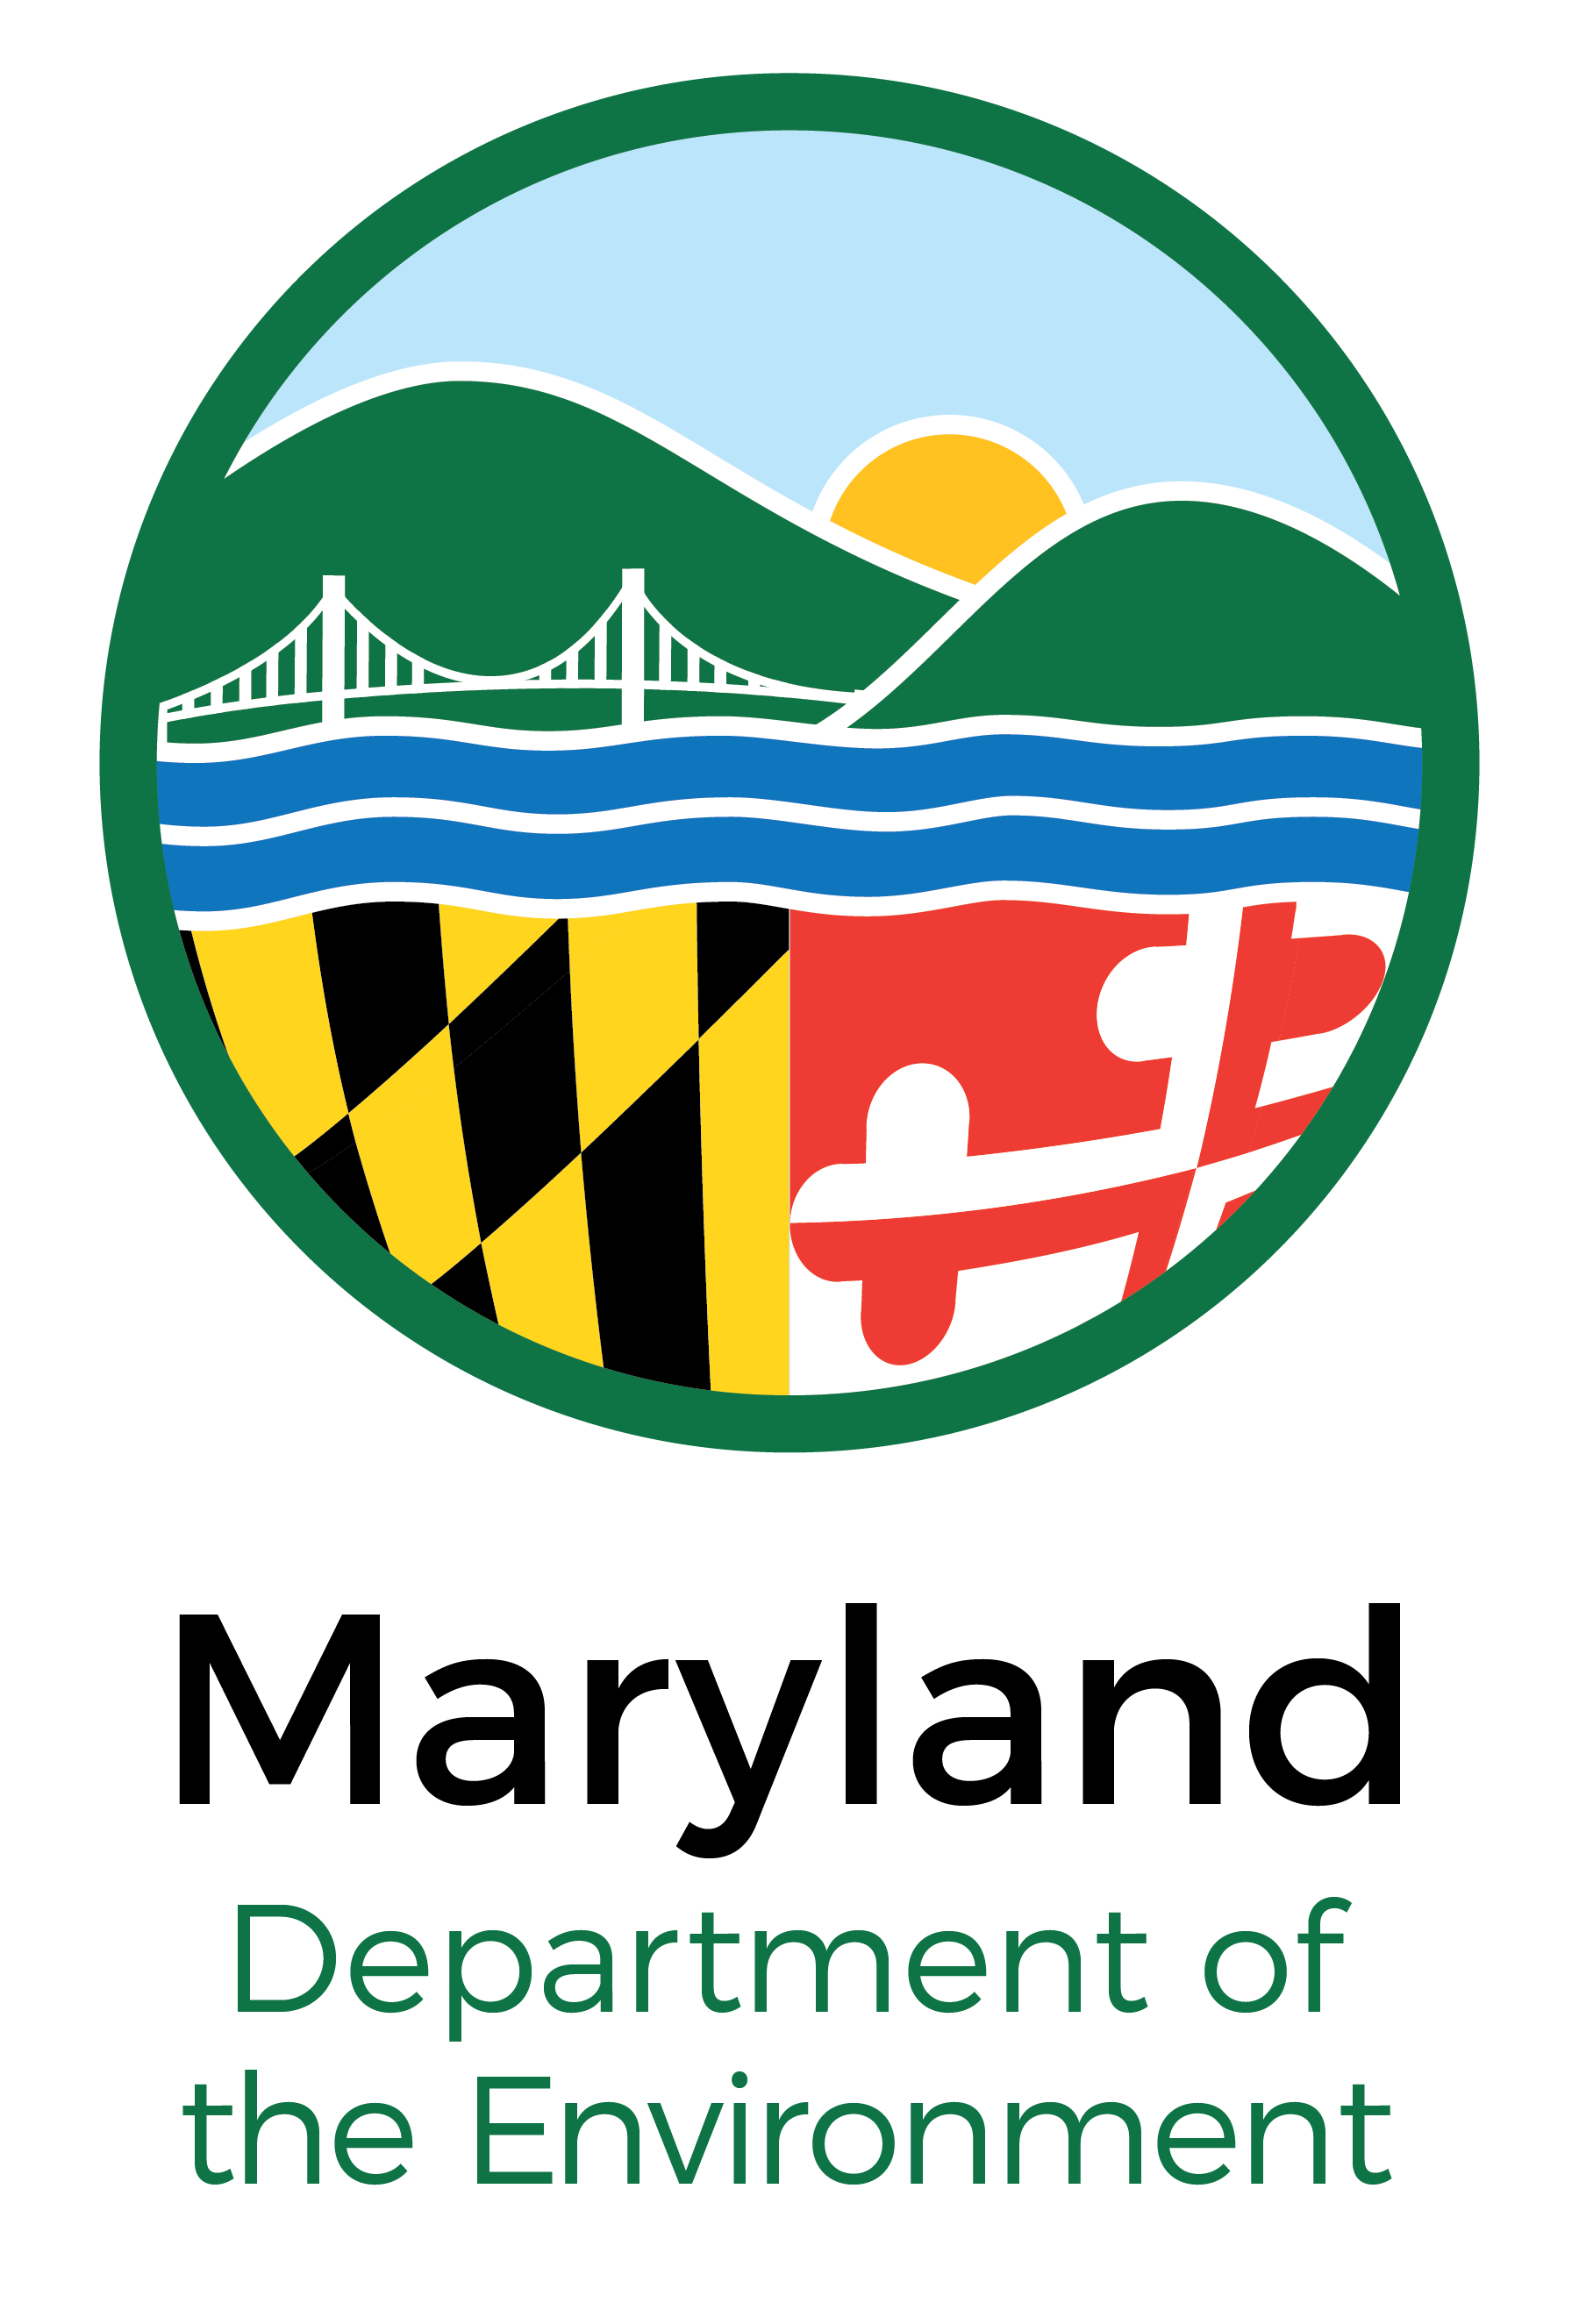 Maryland
Department of
the Environment